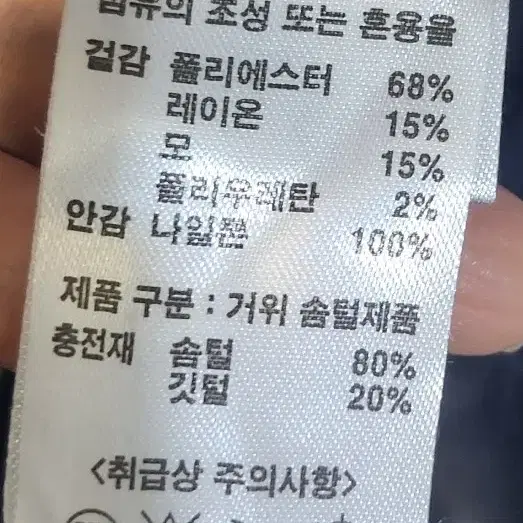 섬유의 조성 또는 혼용율
겉감 폴리에스터 68%
레이온 15%
모 15%
폴리우레탄 2%
안감 나일론 100%
제품 구분 : 거위 솜털제품
충전재 솜털 80%
깃털 20%
<취급상 주의사항>